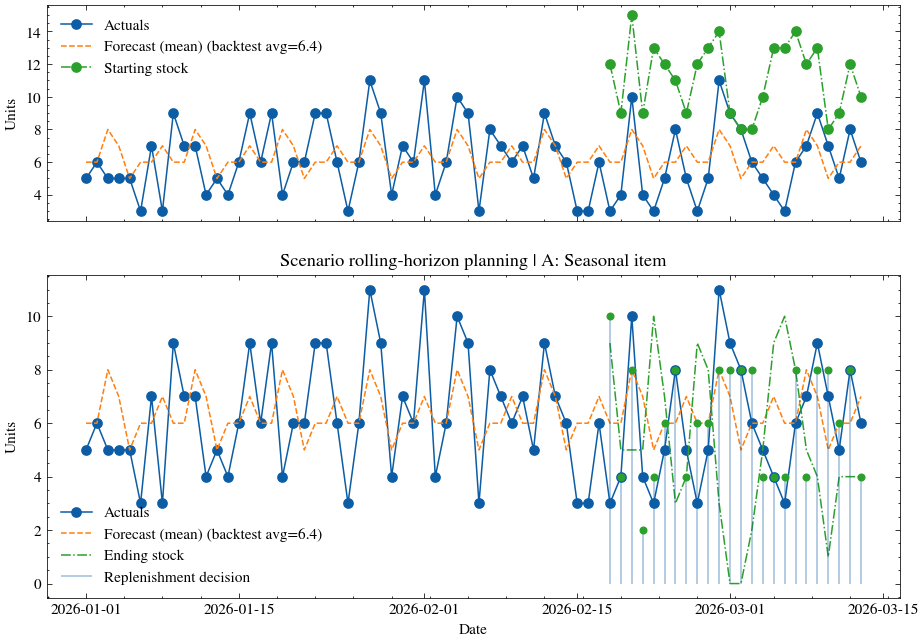 14
12
10
8
6
4
Units
Actuals
Forecast (mean) (backtest avg=6.4)
Starting stock
Scenario rolling-horizon planning | A: Seasonal item
10
8
6
4
2
0
Units
Actuals
Forecast (mean) (backtest avg=6.4)
Ending stock
Replenishment decision
2026-01-01 2026-01-15 2026-02-01 2026-02-15 2026-03-01 2026-03-15
Date